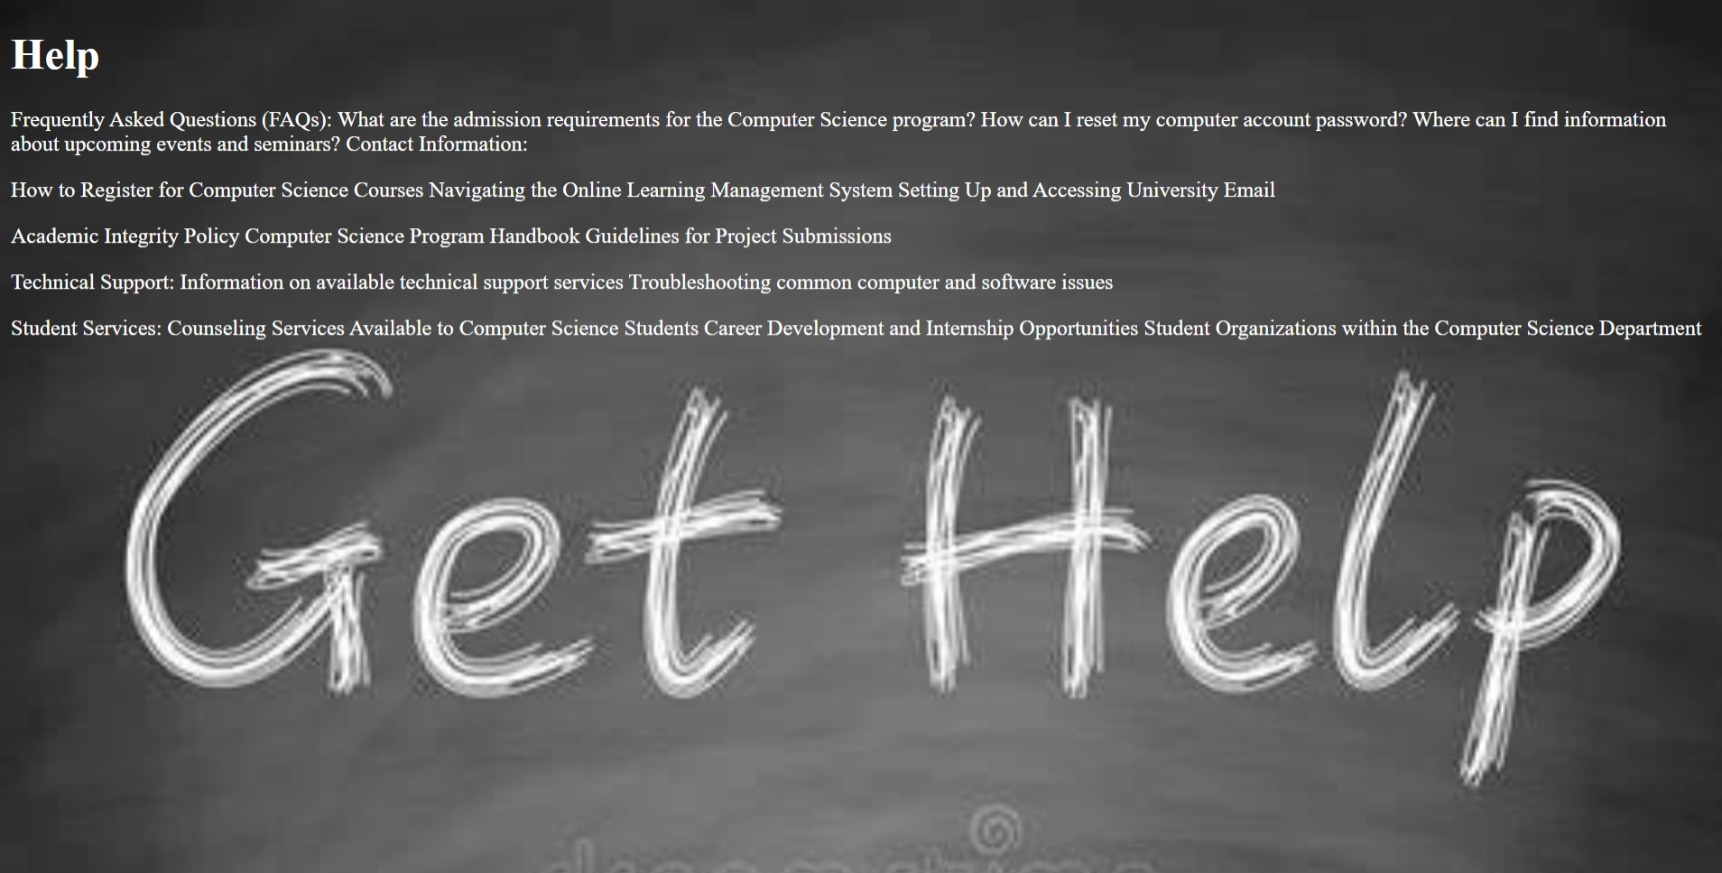 Help
Frequently Asked Questions (FAQs): What are the admission requirements for the Computer Science program? How can I reset my computer account password? Where can I find information
about upcoming events and seminars? Contact Information:
How to Register for Computer Science Courses Navigating the Online Learning Management System Setting Up and Accessing University Email
Academic Integrity Policy Computer Science Program Handbook Guidelines for Project Submissions
Technical Support: Information on available technical support services Troubleshooting common computer and software issues
Student Services: Counseling Services Available to Computer Science Students Career Development and Internship Opportunities Student Organizations within the Computer Science Department
Get Help